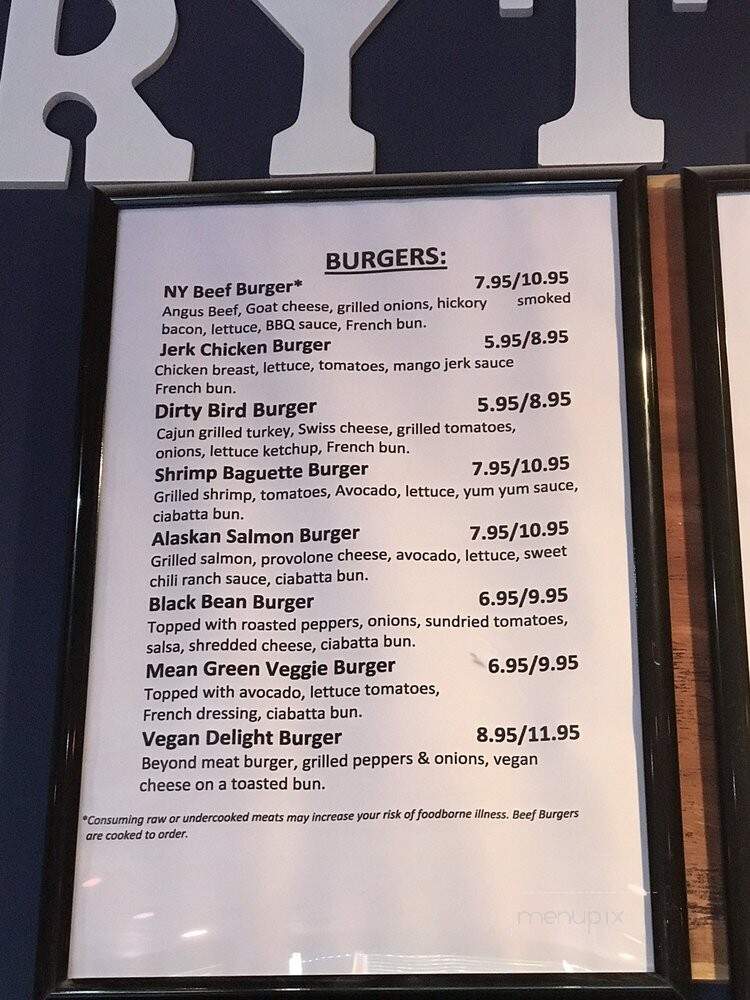 RYT
BURGERS:
NY Beef Burger* 7.95/10.95
Angus Beef, Goat cheese, grilled onions, hickory smoked
bacon, lettuce, BBQ sauce, French bun.
Jerk Chicken Burger 5.95/8.95
Chicken breast, lettuce, tomatoes, mango jerk sauce
French bun.
Dirty Bird Burger 5.95/8.95
Cajun grilled turkey, Swiss cheese, grilled tomatoes,
onions, lettuce ketchup, French bun.
Shrimp Baguette Burger 7.95/10.95
Grilled shrimp, tomatoes, Avocado, lettuce, yum yum sauce,
ciabatta bun.
Alaskan Salmon Burger 7.95/10.95
Grilled salmon, provolone cheese, avocado, lettuce, sweet
chili ranch sauce, ciabatta bun.
Black Bean Burger 6.95/9.95
Topped with roasted peppers, onions, sundried tomatoes,
salsa, shredded cheese, ciabatta bun.
Mean Green Veggie Burger 6.95/9.95
Topped with avocado, lettuce tomatoes,
French dressing, ciabatta bun.
Vegan Delight Burger 8.95/11.95
Beyond meat burger, grilled peppers & onions, vegan
cheese on a toasted bun.
*Consuming raw or undercooked meats may increase your risk of foodborne illness. Beef Burgers
are cooked to order.
menupix